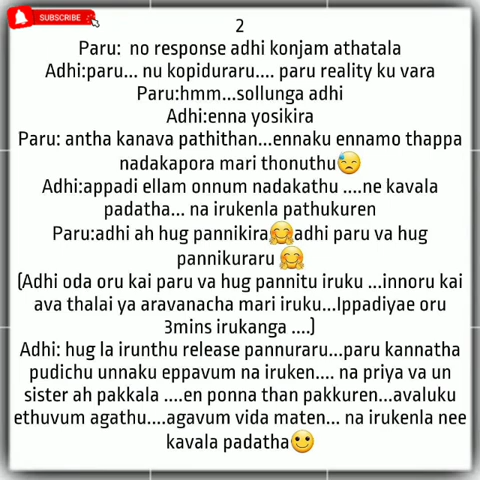 SUBSCRIBE
2
Paru: no response adhi konjam athatala
Adhi:paru... nu kopiduraru.... paru reality ku vara
Paru:hmm...sollunga adhi
Adhi:enna yosikira
Paru: antha kanava pathithan...ennaku ennamo thappa
nadakapora mari thonuthu😓
Adhi:appadi ellam onnum nadakathu ....ne kavala
padatha... na irukenla pathukuren
Paru:adhi ah hug pannikira🤗adhi paru va hug
pannikuraru 🤗
(Adhi oda oru kai paru va hug pannitu iruku ...innoru kai
ava thalai ya aravanacha mari iruku...Ippadiyae oru
3mins irukanga ....)
Adhi: hug la irunthu release pannuraru...paru kannatha
pudichu unnaku eppavum na iruken.... na priya va un
sister ah pakkala ....en ponna than pakkuren...avaluku
ethuvum agathu....agavum vida maten... na irukenla nee
kavala padatha🙂